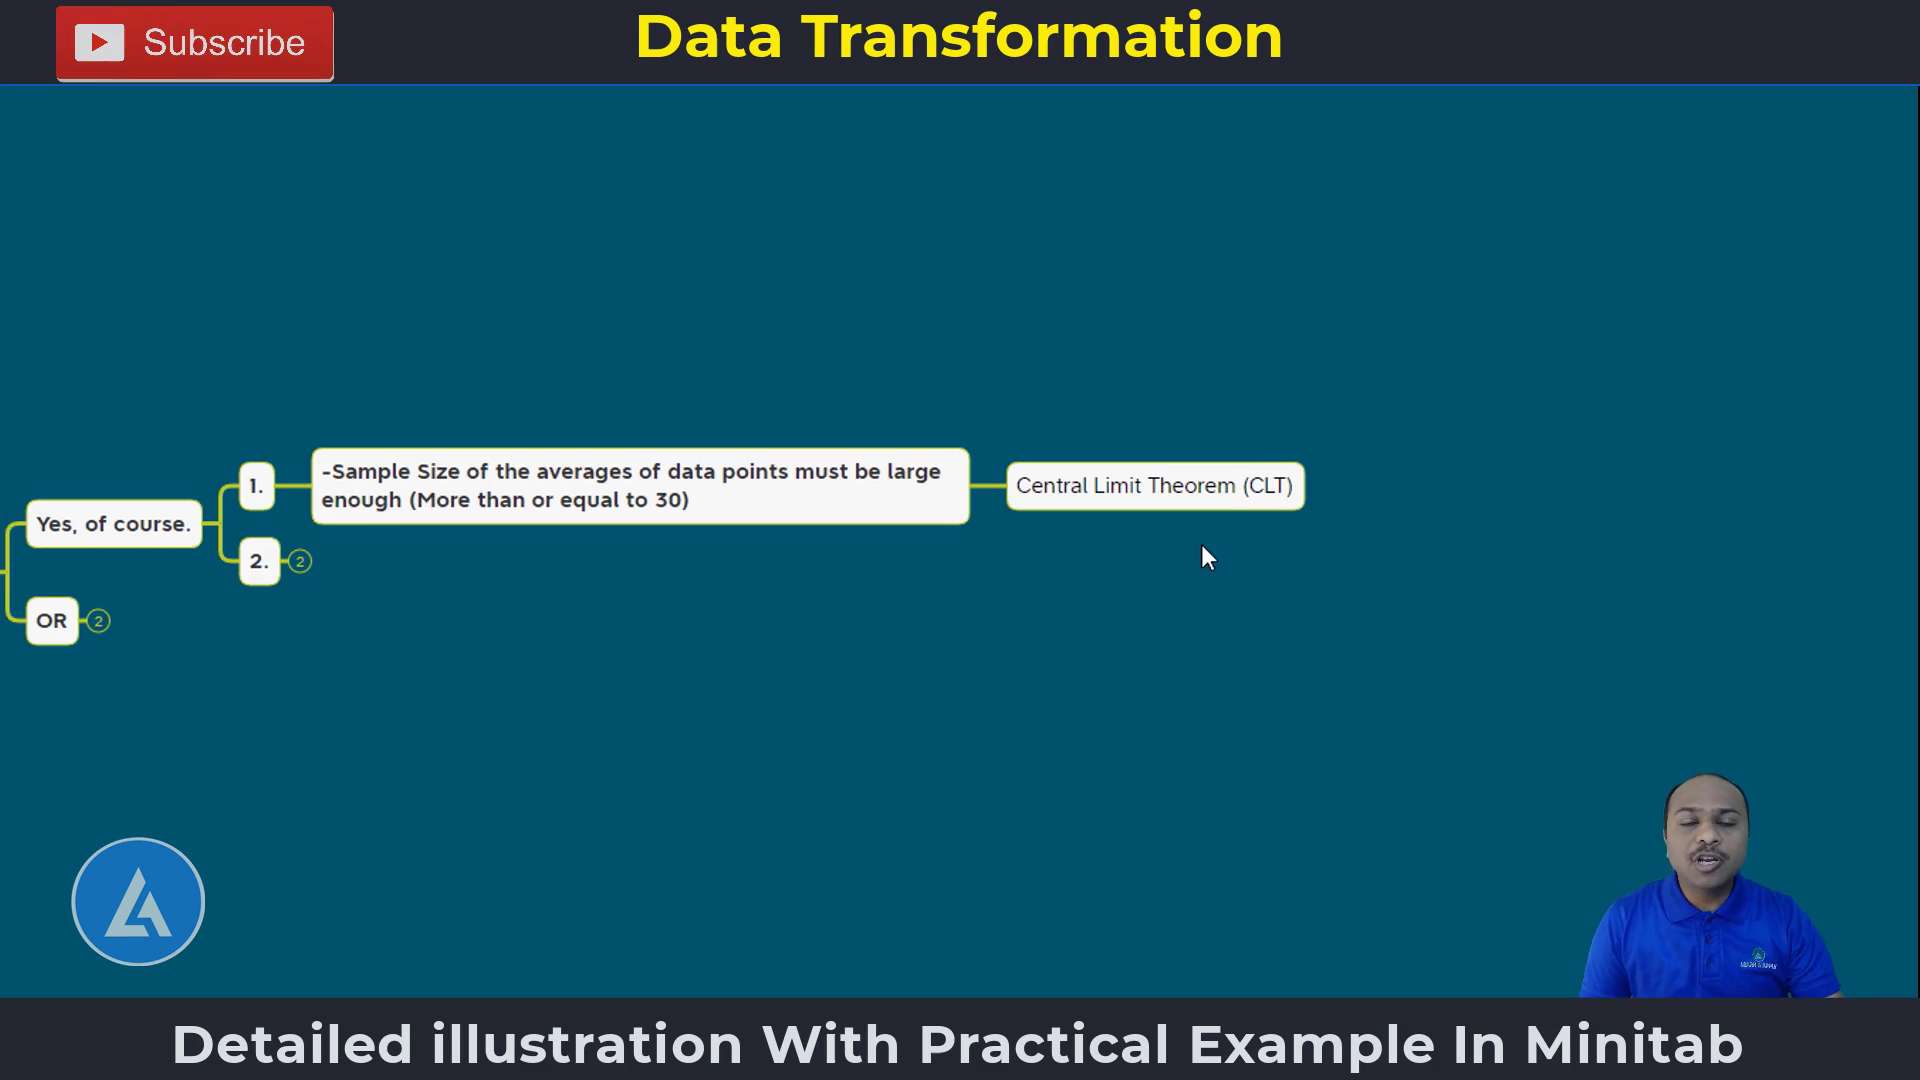 Subscribe
Data Transformation
1.
-Sample Size of the averages of data points must be large
enough (More than or equal to 30)
Central Limit Theorem (CLT)
Yes, of course.
2.
2
OR
2
Detailed illustration With Practical Example In Minitab